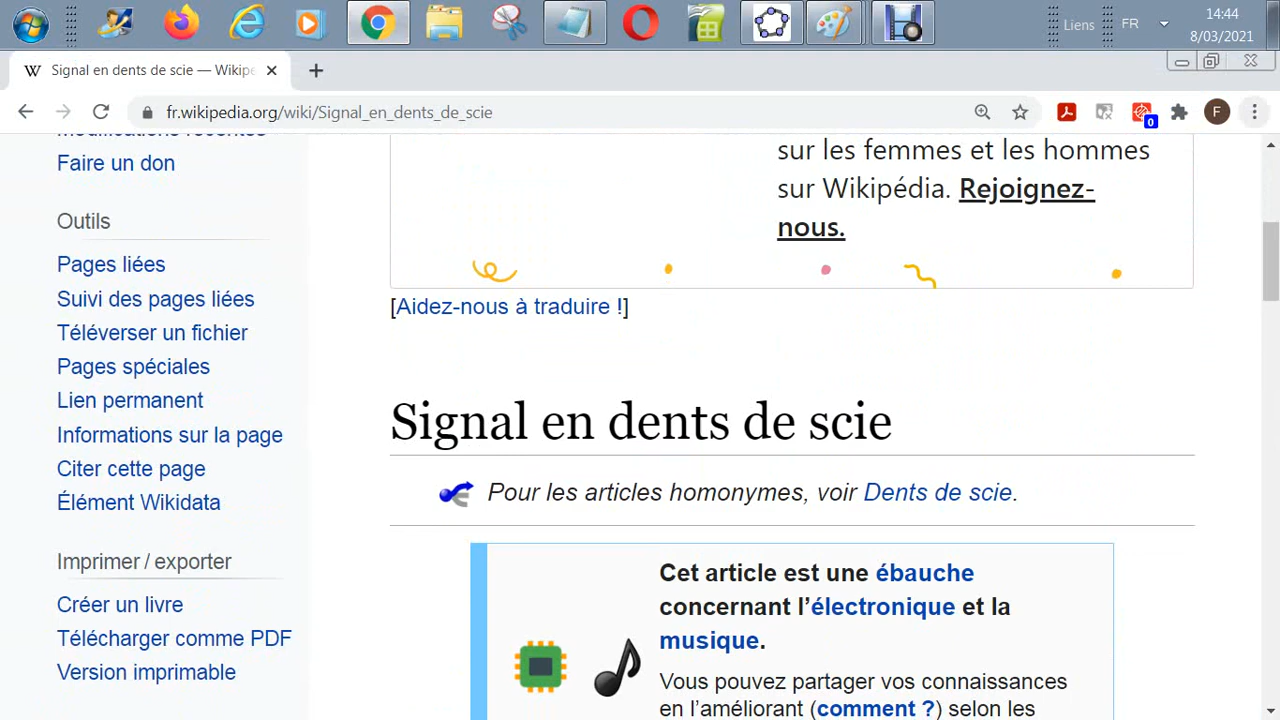 Liens
FR
14:44
8/03/2021
Signal en dents de scie — Wikipe
fr.wikipedia.org/wiki/Signal_en_dents_de_scie
0
F
Modifications récentes
Faire un don
Outils
Pages liées
Suivi des pages liées
Téléverser un fichier
Pages spéciales
Lien permanent
Informations sur la page
Citer cette page
Élément Wikidata
Imprimer / exporter
Créer un livre
Télécharger comme PDF
Version imprimable
sur les femmes et les hommes
sur Wikipédia. Rejoignez-
nous.
[Aidez-nous à traduire !]
Signal en dents de scie
Pour les articles homonymes, voir Dents de scie.
Cet article est une ébauche
concernant l’électronique et la
musique.
Vous pouvez partager vos connaissances
en l’améliorant (comment ?) selon les